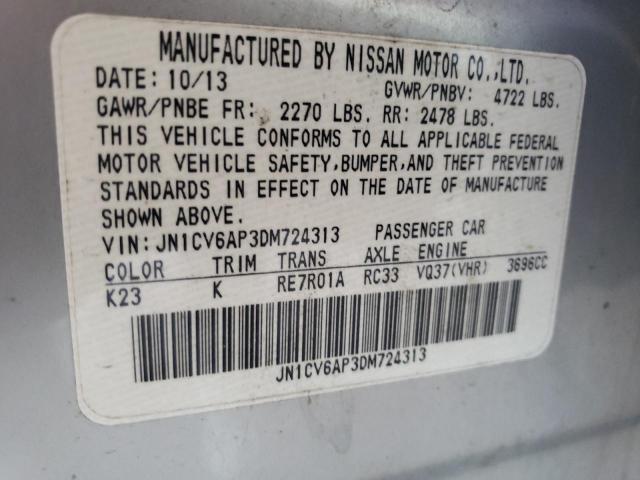 MANUFACTURED BY NISSAN MOTOR CO.,LTD.
DATE: 10/13 GVWR/PNBV: 4722 LBS.
GAWR/PNBE FR: 2270 LBS. RR: 2478 LBS.
THIS VEHICLE CONFORMS TO ALL APPLICABLE FEDERAL
MOTOR VEHICLE SAFETY,BUMPER,AND THEFT PREVENTION
STANDARDS IN EFFECT ON THE DATE OF MANUFACTURE
SHOWN ABOVE.
VIN: JN1CV6AP3DM724313 PASSENGER CAR
COLOR TRIM TRANS AXLE ENGINE
K23 K RE7R01A RC33 VQ37(VHR) 3696CC
JN1CV6AP3DM724313